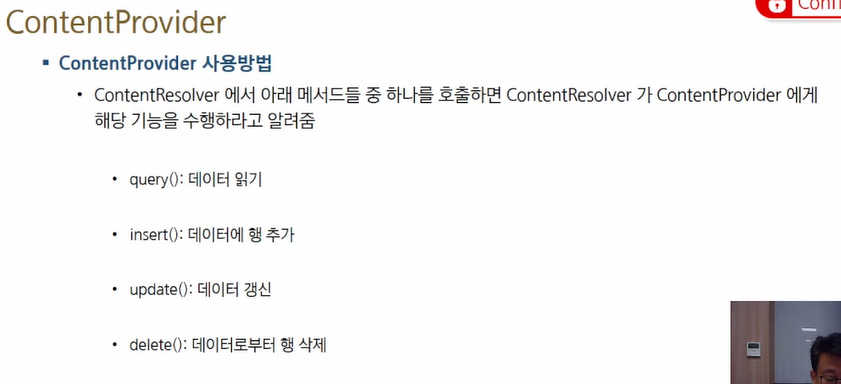 ContentProvider
▪ ContentProvider 사용방법
• ContentResolver 에서 아래 메서드들 중 하나를 호출하면 ContentResolver 가 ContentProvider 에게
해당 기능을 수행하라고 알려줌
• query(): 데이터 읽기
• insert(): 데이터에 행 추가
• update(): 데이터 갱신
• delete(): 데이터로부터 행 삭제